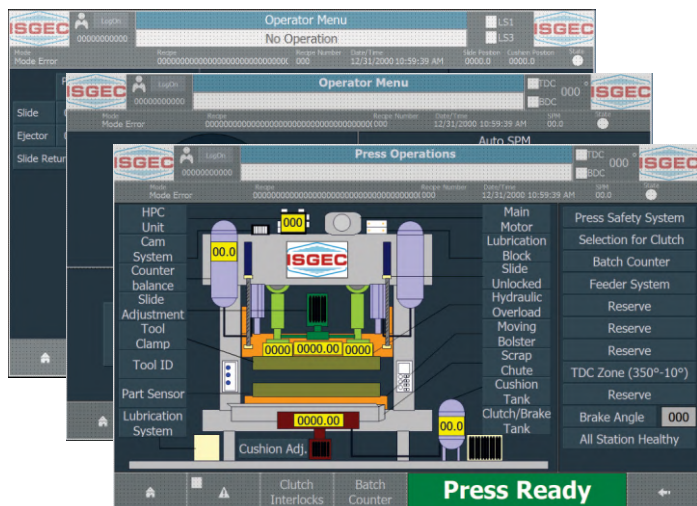 ISGEC
LogOn
00000000000
Operator Menu
No Operation
LS1
LS3
ISGEC
Mode
Mode Error
Recipe
Recipe Number
000
Date/Time
12/31/2000 10:59:39 AM
Slide Position
0000.0
Cushion Position
0000.0
State
Slide
Ejector
Slide Retur
ISGEC
LogOn
00000000000
Operator Menu
TDC
BDC
000 °
ISGEC
Mode
Mode Error
Recipe
Recipe Number
000
Date/Time
12/31/2000 10:59:39 AM
SPM
00.0
State
Auto SPM
ISGEC
LogOn
00000000000
Press Operations
TDC
BDC
000 °
ISGEC
Mode
Mode Error
Recipe
Recipe Number
000
Date/Time
12/31/2000 10:59:39 AM
SPM
00.0
State
HPC
Unit
Cam
System
Counter
balance
Slide
Adjustment
Tool
Clamp
Tool ID
Part Sensor
Lubrication
System
000
00.0
ISGEC
0000 0000.00 0000
0000.00
00.0
Cushion Adj.
Main
Motor
Lubrication
Block
Slide
Unlocked
Hydraulic
Overload
Moving
Bolster
Scrap
Chute
Cushion
Tank
Clutch/Brake
Tank
Press Safety System
Selection for Clutch
Batch Counter
Feeder System
Reserve
Reserve
Reserve
TDC Zone (350°-10°)
Reserve
Brake Angle 000
All Station Healthy
Clutch
Interlocks
Batch
Counter
Press Ready